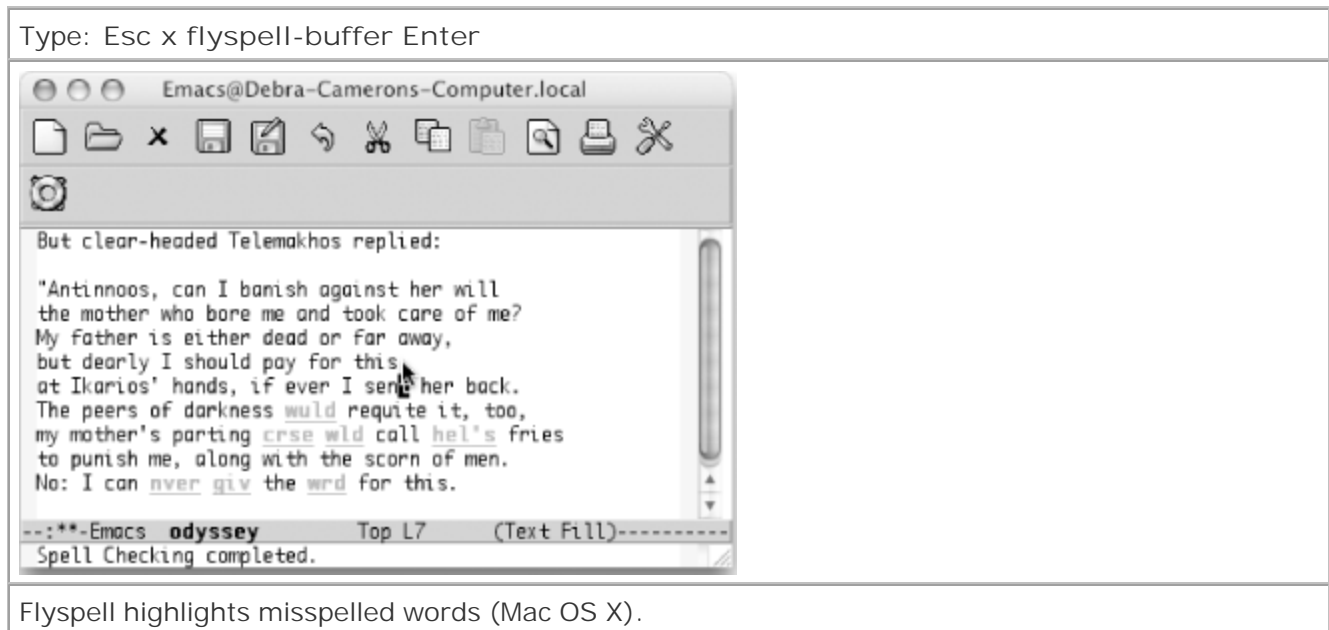 Type: Esc x flyspell-buffer Enter
Emacs@Debra-Camerons-Computer.local
But clear-headed Telemakhos replied:
"Antinnoos, can I banish against her will
the mother who bore me and took care of me?
My father is either dead or far away,
but dearly I should pay for this
at Ikarios' hands, if ever I send her back.
The peers of darkness wuld requite it, too,
my mother's parting crse wld call hel's fries
to punish me, along with the scorn of men.
No: I can nver giv the wrd for this.
--:**-Emacs odyssey Top L7 (Text Fill)----------
Spell Checking completed.
Flyspell highlights misspelled words (Mac OS X).